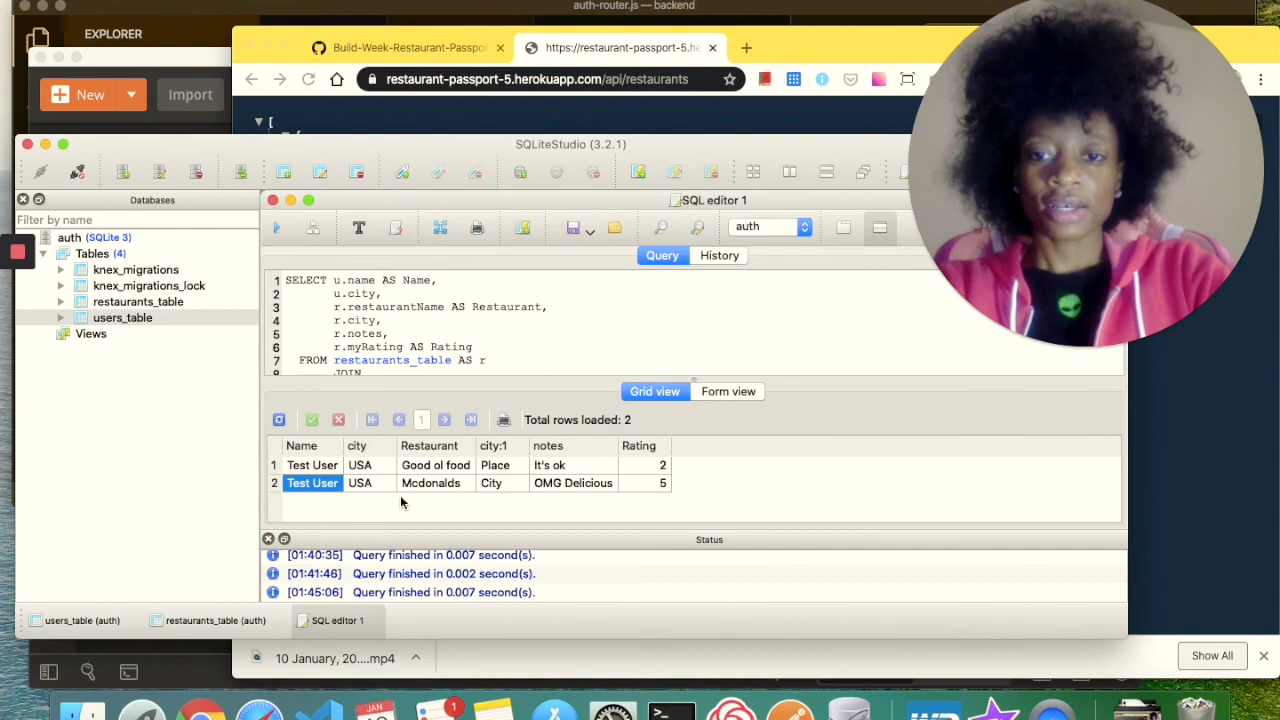 auth-router.js — backend
EXPLORER
Build-Week-Restaurant-Passpo
https://restaurant-passport-5.he
New
Import
restaurant-passport-5.herokuapp.com/api/restaurants
[
SQLiteStudio (3.2.1)
Databases
SQL editor 1
Filter by name
auth (SQLite 3)
auth
Tables (4)
Query
History
knex_migrations
knex_migrations_lock
restaurants_table
users_table
Views
1 SELECT u.name AS Name,
2 u.city,
3 r.restaurantName AS Restaurant,
4 r.city,
5 r.notes,
6 r.myRating AS Rating
7 FROM restaurants_table AS r
8 JOIN
Grid view
Form view
1
Total rows loaded: 2
Name city Restaurant city:1 notes Rating
1 Test User USA Good ol food Place It's ok 2
2 Test User USA Mcdonalds City OMG Delicious 5
Status
[01:40:35] Query finished in 0.007 second(s).
[01:41:46] Query finished in 0.002 second(s).
[01:45:06] Query finished in 0.007 second(s).
users_table (auth)
restaurants_table (auth)
SQL editor 1
10 January, 20....mp4
Show All
JAN
1